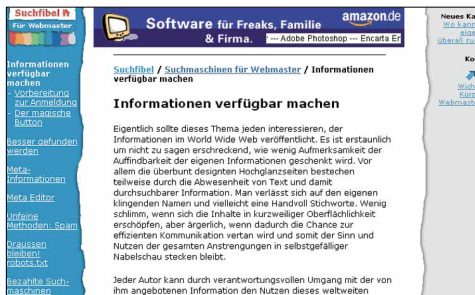 Suchfibel
Für Webmaster
Informationen
verfügbar
machen
- Vorbereitung
zur Anmeldung
- Der magische
Button
Besser gefunden
werden
Meta-
Informationen
Meta Editor
Unfeine
Methoden: Spam
Draussen
bleiben!
robots.txt
Bezahlte Such-
maschinen
Software für Freaks, Familie
& Firma.
amazon.de
--- Adobe Photoshop --- Encarta Er
Suchfibel / Suchmaschinen für Webmaster / Informationen
verfügbar machen
Informationen verfügbar machen
Eigentlich sollte dieses Thema jeden interessieren, der
Informationen im World Wide Web veröffentlicht. Es ist erstaunlich
um nicht zu sagen erschreckend, wie wenig Aufmerksamkeit der
Auffindbarkeit der eigenen Informationen geschenkt wird. Vor
allem die überbunt designten Hochglanzseiten bestechen
teilweise durch die Abwesenheit von Text und damit
durchsuchbarer Information. Man verlässt sich auf den eigenen
klingenden Namen und vielleicht eine Handvoll Stichworte. Wenig
schlimm, wenn sich die Inhalte in kurzweiliger Oberflächlichkeit
erschöpfen, aber ärgerlich, wenn dadurch die Chance zur
effizienten Kommunikation vertan wird und somit der Sinn und
Nutzen der gesamten Anstrengungen in selbstgefälliger
Nabelschau stecken bleibt.
Jeder Autor kann durch verantwortungsvollen Umgang mit der von
ihm angebotenen Information den Nutzen dieses weltweiten
Neues Ka
Wo kann
eige
überall su
Ko
Wich
Kürz
Webmaste